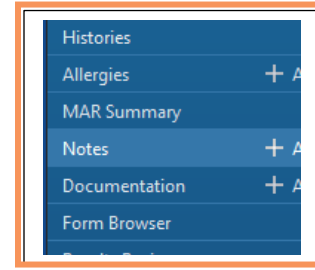 Histories
Allergies + A
MAR Summary
Notes + A
Documentation + A
Form Browser